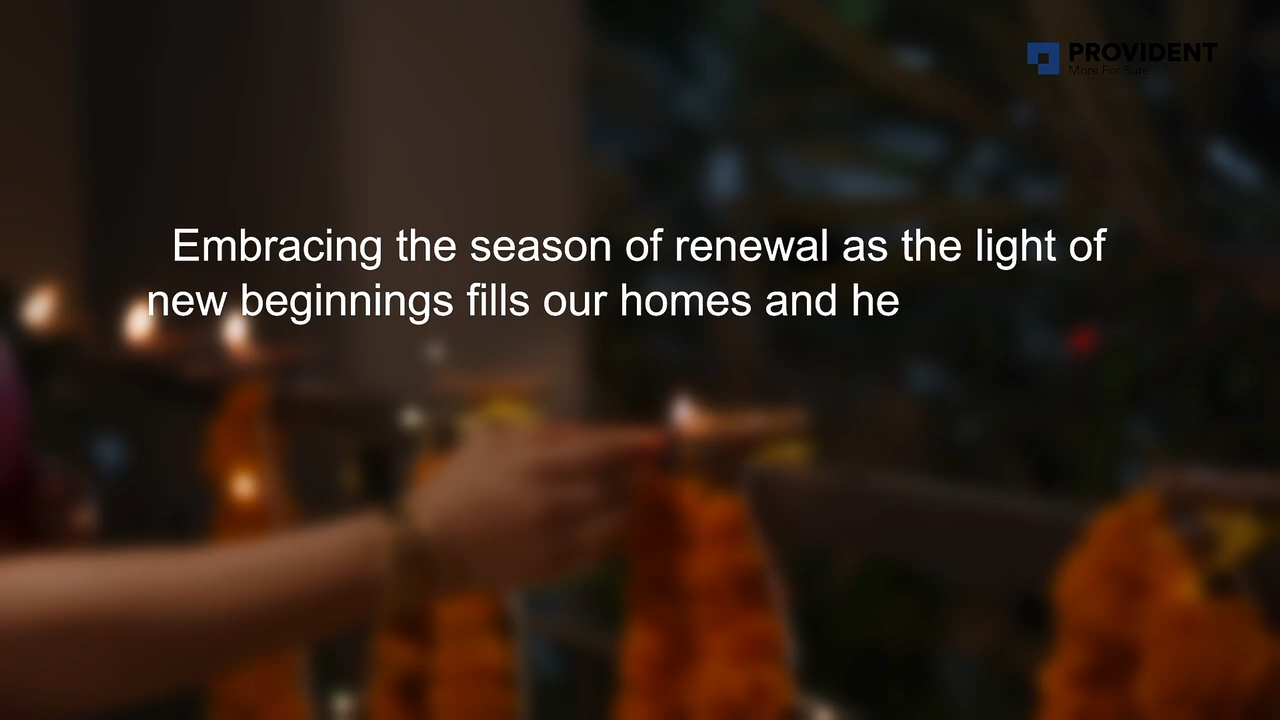 PROVIDENT
More For Sure
Embracing the season of renewal as the light of
new beginnings fills our homes and he